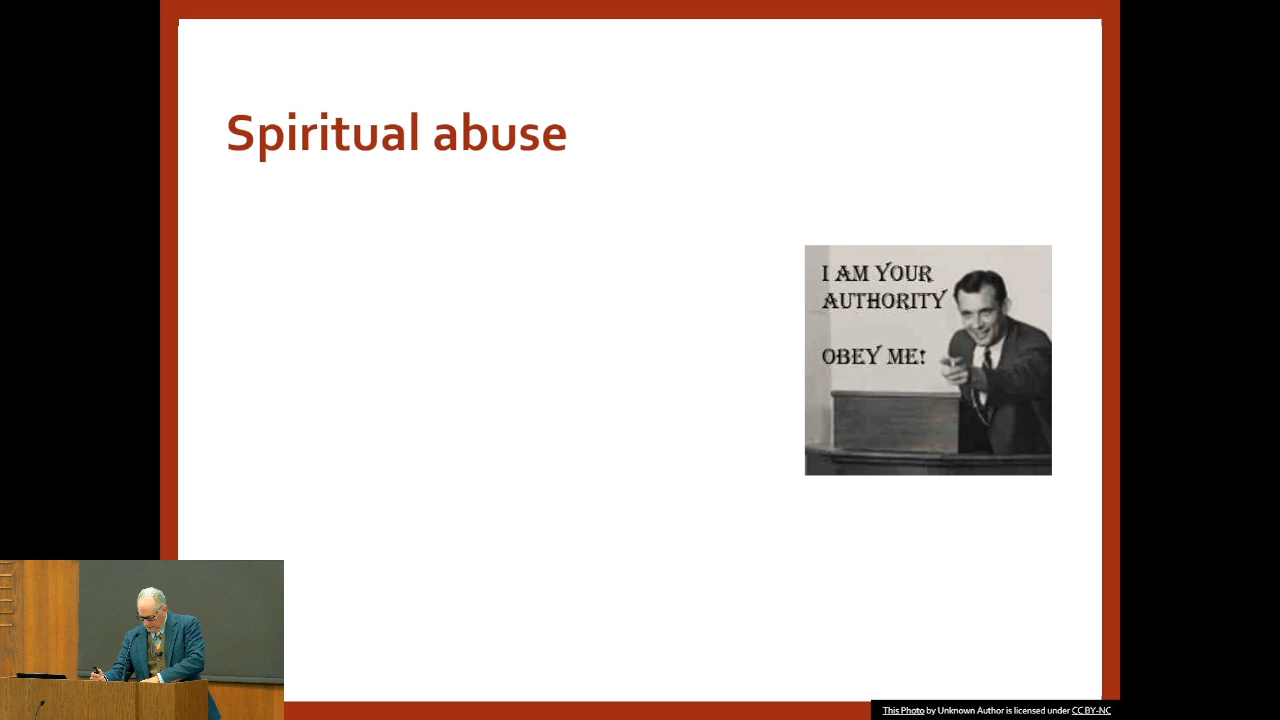 Spiritual abuse
I AM YOUR
AUTHORITY
OBEY ME!
This Photo by Unknown Author is licensed under CC BY-NC